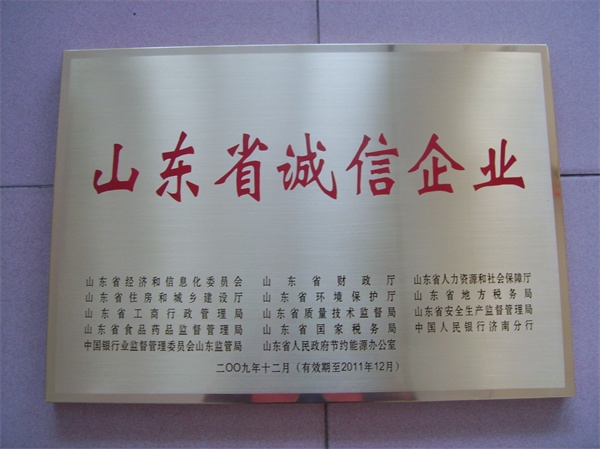 山东省诚信企业
山东省经济和信息化委员会 山东省财政厅 山东省人力资源和社会保障厅
山东省住房和城乡建设厅 山东省环境保护厅 山东省地方税务局
山东省工商行政管理局 山东省质量技术监督局 山东省安全生产监督管理局
山东省食品药品监督管理局 山东省国家税务局 中国人民银行济南分行
中国银行业监督管理委员会山东监管局 山东省人民政府节约能源办公室
二〇〇九年十二月(有效期至2011年12月)